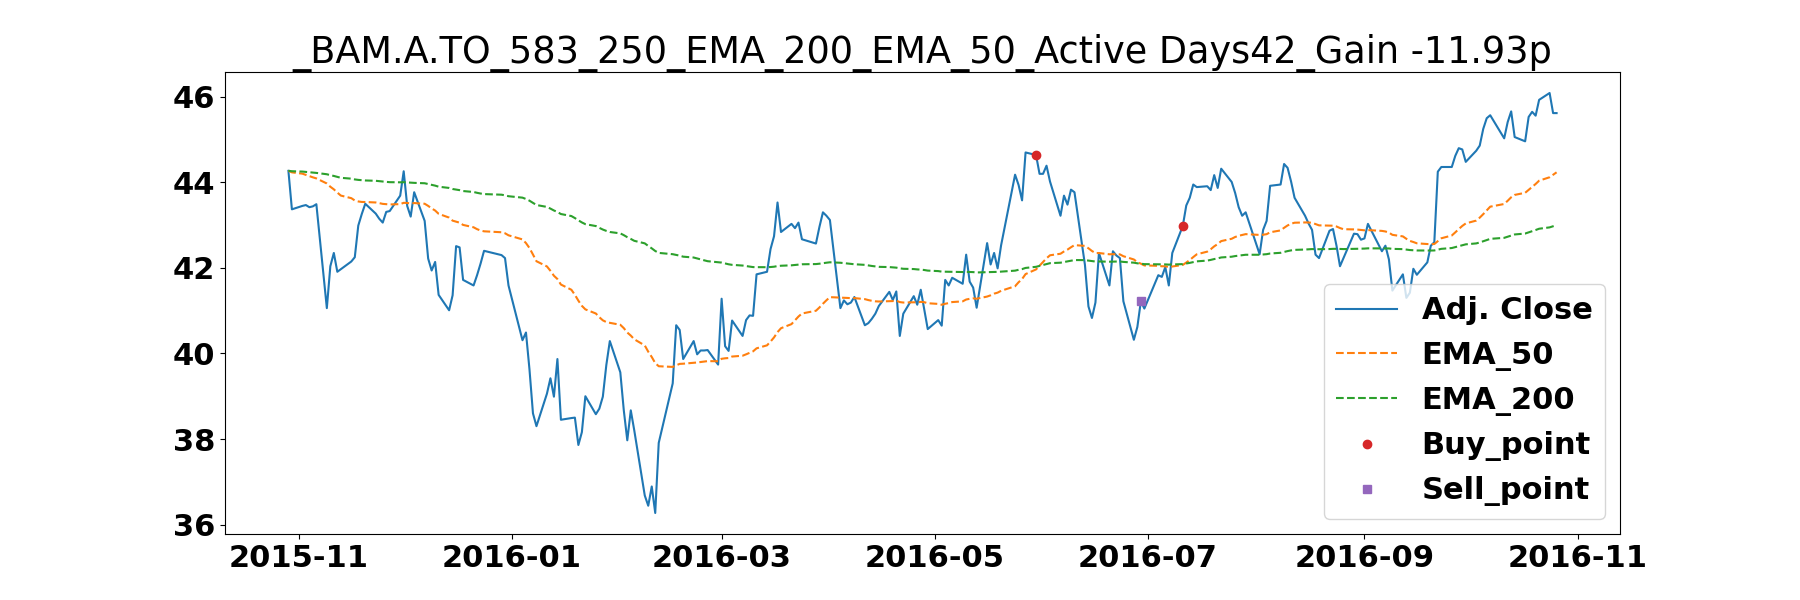 _BAM.A.TO_583_250_EMA_200_EMA_50_Active Days42_Gain -11.93p
46
44
42
40
38
36
2015-11
2016-01
2016-03
2016-05
2016-07
2016-09
2016-11
Adj. Close
EMA_50
EMA_200
Buy_point
Sell_point